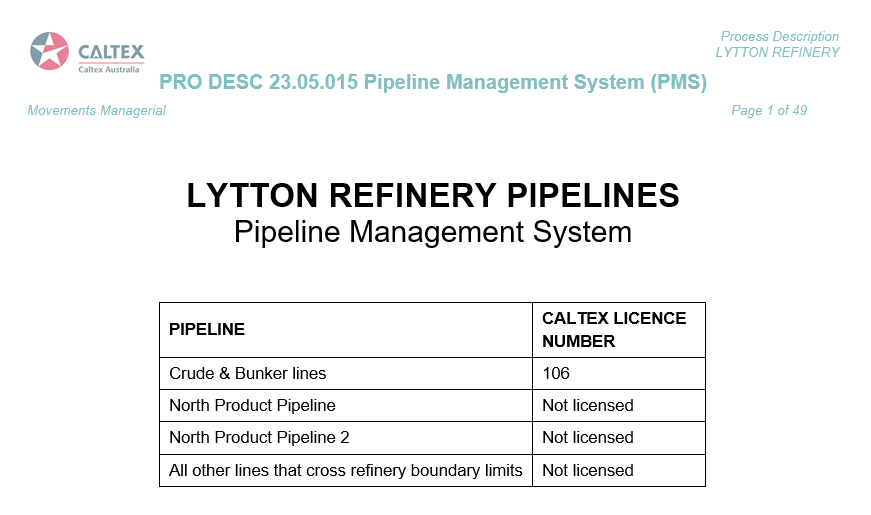 CALTEX
Caltex Australia
Process Description
LYTTON REFINERY
PRO DESC 23.05.015 Pipeline Management System (PMS)
Movements Managerial
Page 1 of 49
LYTTON REFINERY PIPELINES
Pipeline Management System
PIPELINE
CALTEX LICENCE
NUMBER
Crude & Bunker lines 106
North Product Pipeline Not licensed
North Product Pipeline 2 Not licensed
All other lines that cross refinery boundary limits Not licensed